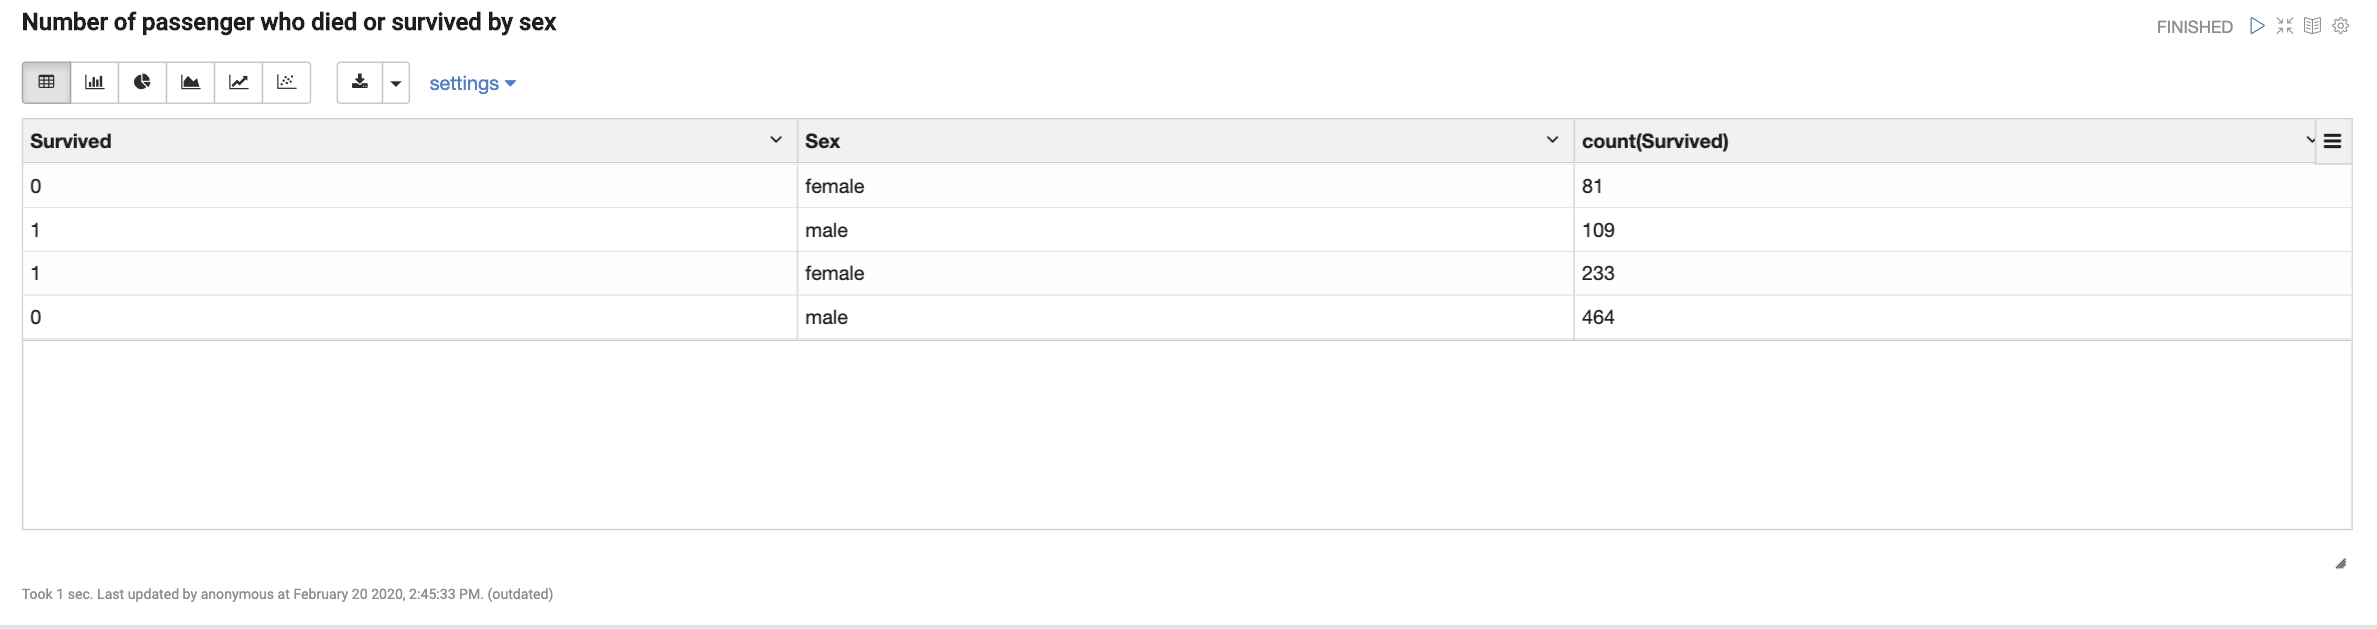 Number of passenger who died or survived by sex
FINISHED
settings
Survived Sex count(Survived)
0 female 81
1 male 109
1 female 233
0 male 464
Took 1 sec. Last updated by anonymous at February 20 2020, 2:45:33 PM. (outdated)